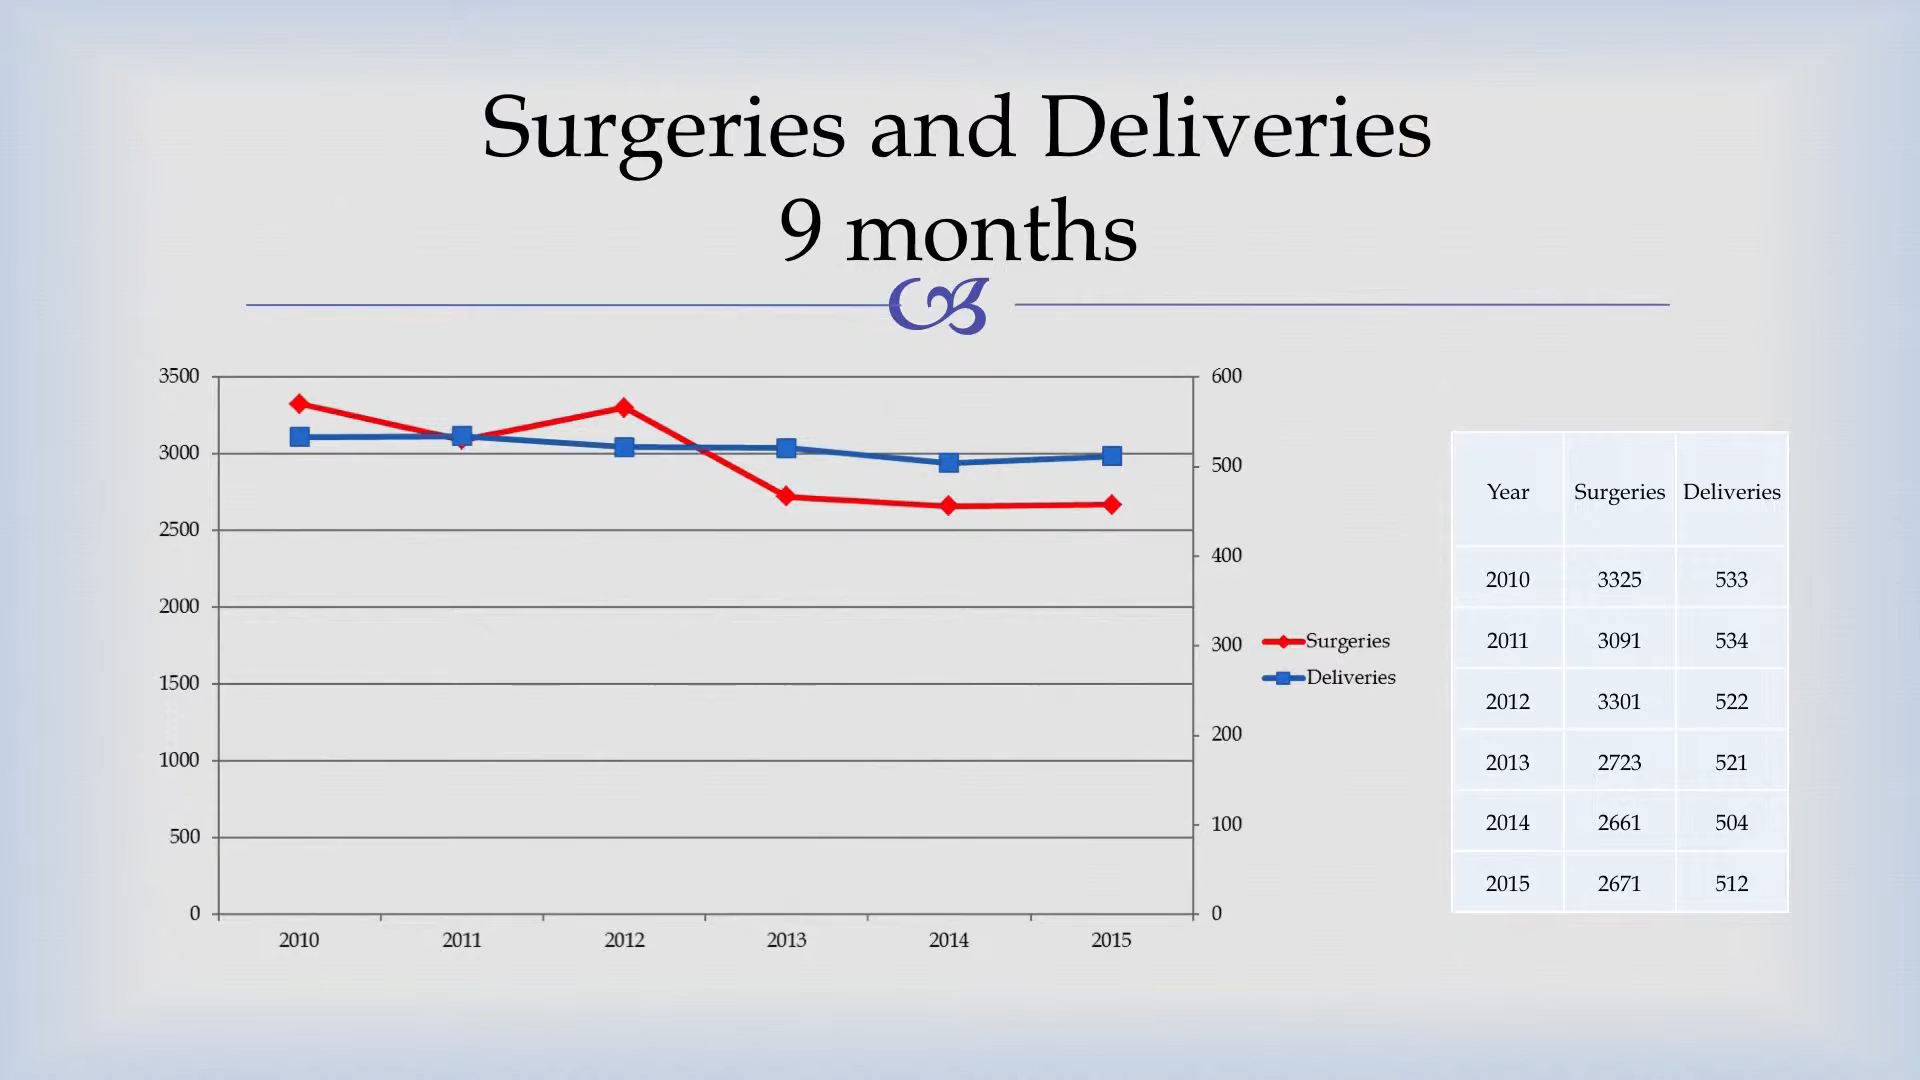 Surgeries and Deliveries
9 months
3500
3000
2500
2000
1500
1000
500
0
600
500
400
300
200
100
0
2010 2011 2012 2013 2014 2015
Surgeries
Deliveries
Year Surgeries Deliveries
2010 3325 533
2011 3091 534
2012 3301 522
2013 2723 521
2014 2661 504
2015 2671 512